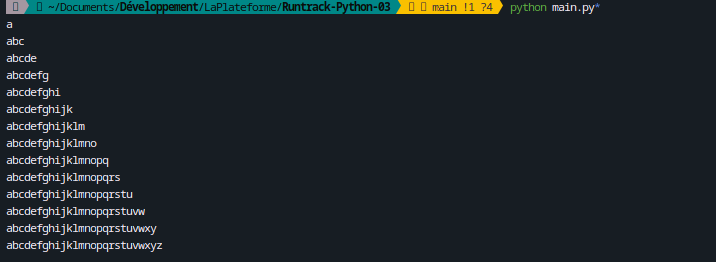 ~/Documents/Développement/LaPlateforme/Runtrack-Python-03 main !1 ?4 python main.py*
a
abc
abcde
abcdefg
abcdefghi
abcdefghijk
abcdefghijklm
abcdefghijklmno
abcdefghijklmnopq
abcdefghijklmnopqrs
abcdefghijklmnopqrstu
abcdefghijklmnopqrstuvw
abcdefghijklmnopqrstuvwxy
abcdefghijklmnopqrstuvwxyz